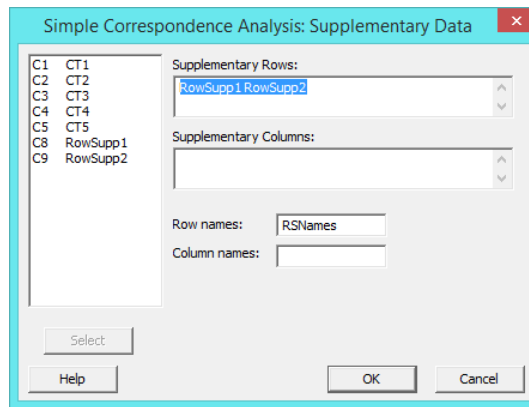 Simple Correspondence Analysis: Supplementary Data
C1 CT1
C2 CT2
C3 CT3
C4 CT4
C5 CT5
C8 RowSupp1
C9 RowSupp2
Supplementary Rows:
RowSupp1 RowSupp2
Supplementary Columns:
Row names: RSNames
Column names:
Select
Help OK Cancel